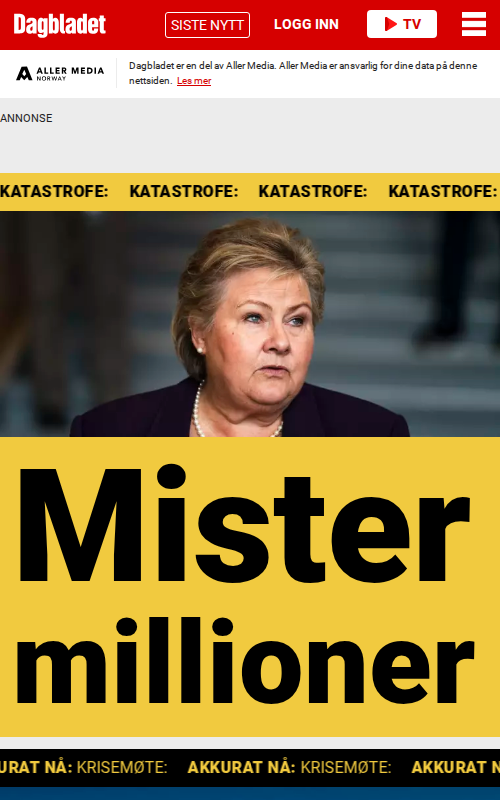 Dagbladet
SISTE NYTT
LOGG INN
TV
ALLER MEDIA
NORWAY
Dagbladet er en del av Aller Media. Aller Media er ansvarlig for dine data på denne
nettsiden. Les mer
ANNONSE
KATASTROFE: KATASTROFE: KATASTROFE: KATASTROFE:
Mister
millioner
URAT NÅ: KRISEMØTE: AKKURAT NÅ: KRISEMØTE: AKKURAT N